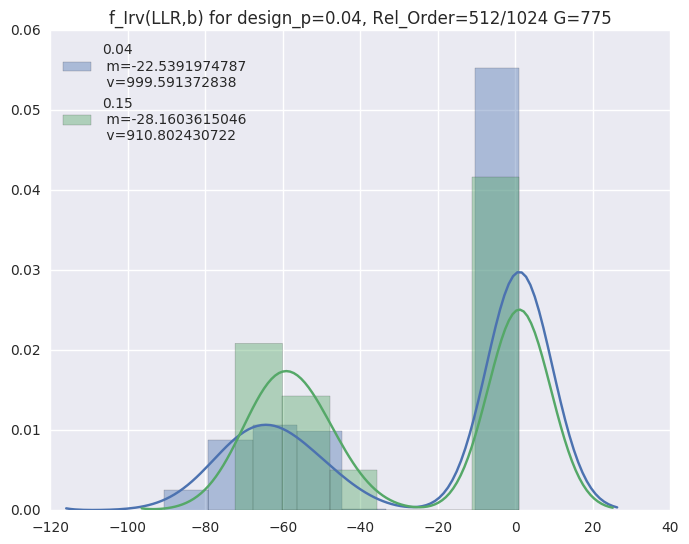 f_Irv(LLR,b) for design_p=0.04, Rel_Order=512/1024 G=775
0.06
0.05
0.04
0.03
0.02
0.01
0.00
0.04
m=-22.5391974787
v=999.591372838
0.15
m=-28.1603615046
v=910.802430722
−120 −100 −80 −60 −40 −20 0 20 40